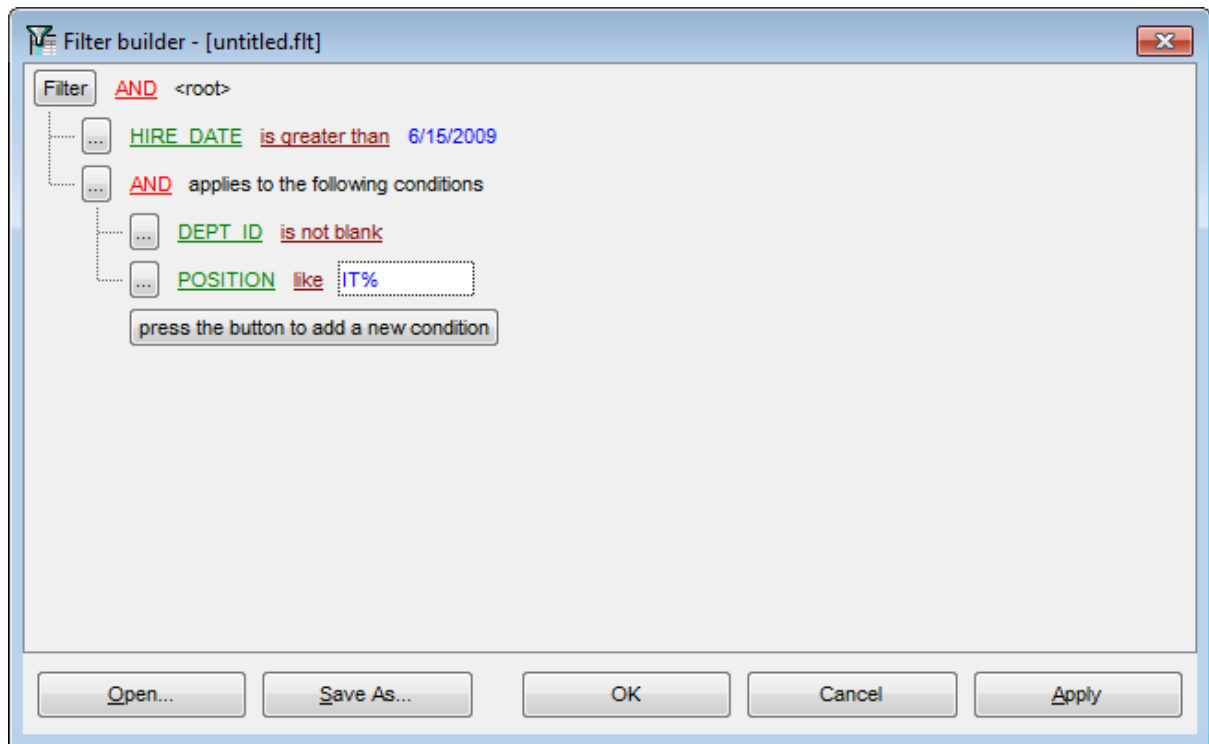 Filter builder - [untitled.flt]
Filter AND <root>
... HIRE_DATE is greater than 6/15/2009
... AND applies to the following conditions
... DEPT_ID is not blank
... POSITION like IT%
press the button to add a new condition
Open... Save As... OK Cancel Apply